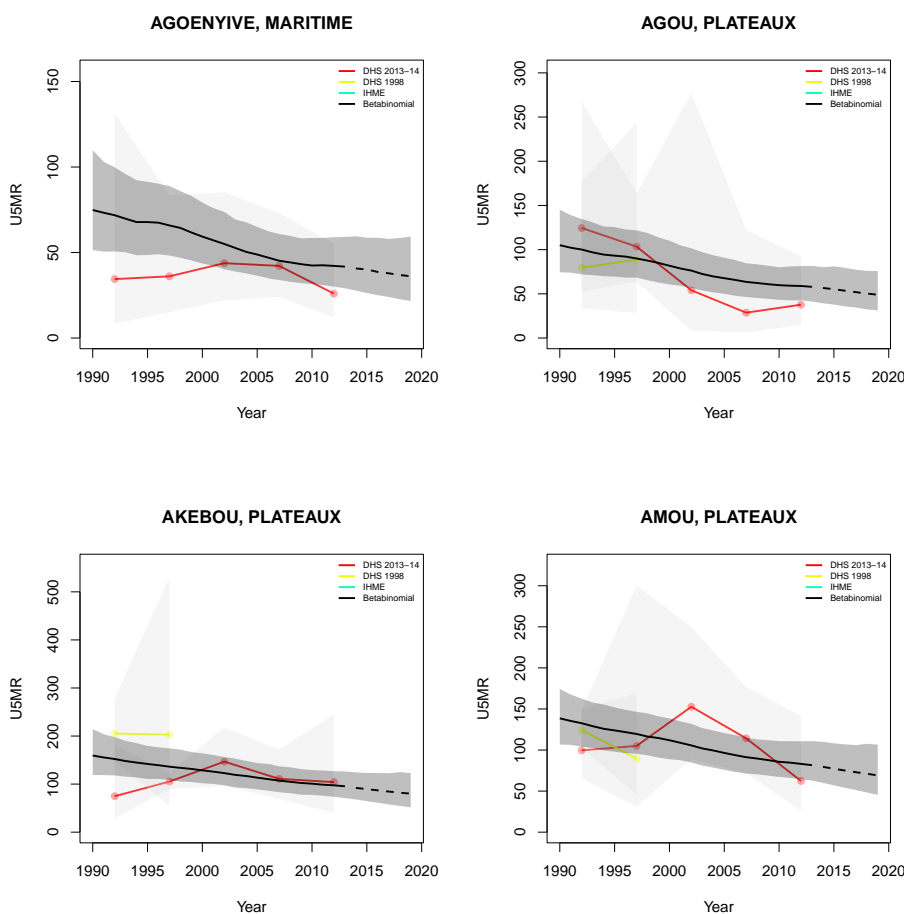 AGOENYIVE, MARITIME
150
100
50
0
U5MR
DHS 2013−14
DHS 1998
IHME
Betabinomial
1990 1995 2000 2005 2010 2015 2020
Year
AGOU, PLATEAUX
300
250
200
150
100
50
0
U5MR
DHS 2013−14
DHS 1998
IHME
Betabinomial
1990 1995 2000 2005 2010 2015 2020
Year
AKEBOU, PLATEAUX
500
400
300
200
100
0
U5MR
DHS 2013−14
DHS 1998
IHME
Betabinomial
1990 1995 2000 2005 2010 2015 2020
Year
AMOU, PLATEAUX
300
250
200
150
100
50
0
U5MR
DHS 2013−14
DHS 1998
IHME
Betabinomial
1990 1995 2000 2005 2010 2015 2020
Year